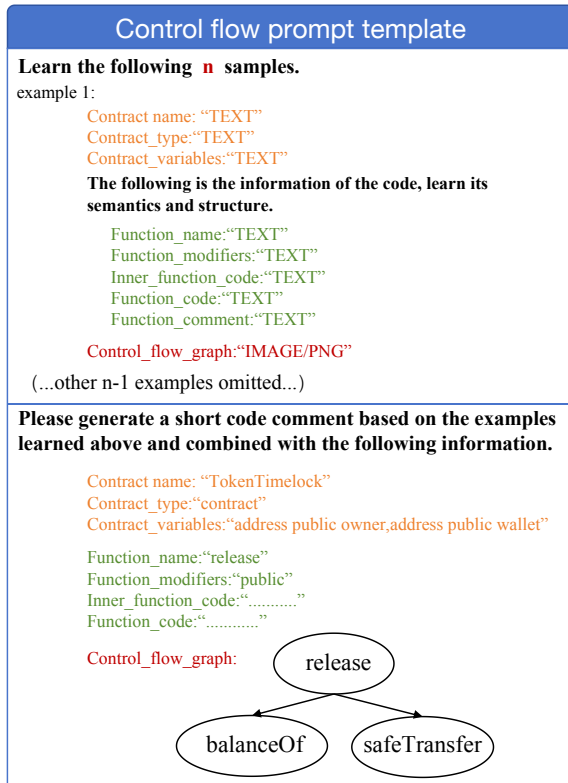 Control flow prompt template
Learn the following n samples.
example 1:
Contract name: “TEXT”
Contract_type:“TEXT”
Contract_variables:“TEXT”
The following is the information of the code, learn its
semantics and structure.
Function_name:“TEXT”
Function_modifiers:“TEXT”
Inner_function_code:“TEXT”
Function_code:“TEXT”
Function_comment:“TEXT”
Control_flow_graph:“IMAGE/PNG”
(...other n-1 examples omitted...)
Please generate a short code comment based on the examples
learned above and combined with the following information.
Contract name: “TokenTimelock”
Contract_type:“contract”
Contract_variables:“address public owner,address public wallet”
Function_name:“release”
Function_modifiers:“public”
Inner_function_code:“...........”
Function_code:“............”
Control_flow_graph:
release
balanceOf
safeTransfer